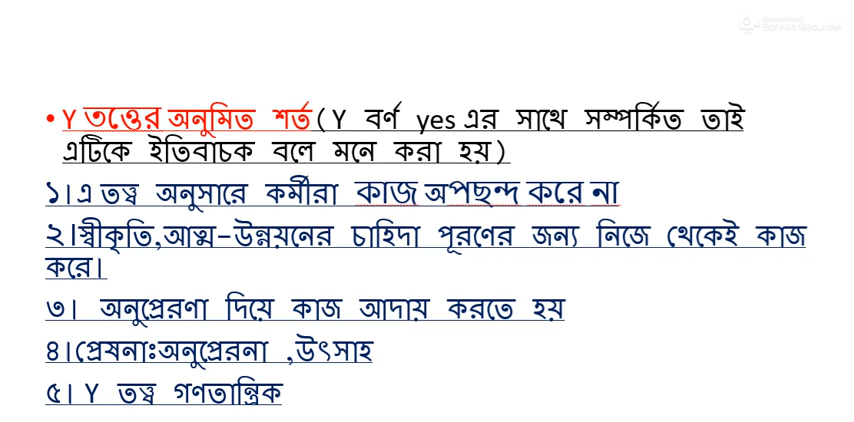 • Y তত্তের অনুমিত শর্ত(Y বর্ণ yes এর সাথে সম্পর্কিত তাই
এটিকে ইতিবাচক বলে মনে করা হয়)
১।এ তত্ত্ব অনুসারে কর্মীরা কাজ অপছন্দ করে না
২।স্বীকৃতি,আত্ম-উন্নয়নের চাহিদা পূরণের জন্য নিজে থেকেই কাজ
করে।
৩। অনুপ্রেরণা দিয়ে কাজ আদায় করতে হয়
৪।প্রেষনাঃঅনুপ্রেরনা ,উৎসাহ
৫। Y তত্ত্ব গণতান্ত্রিক